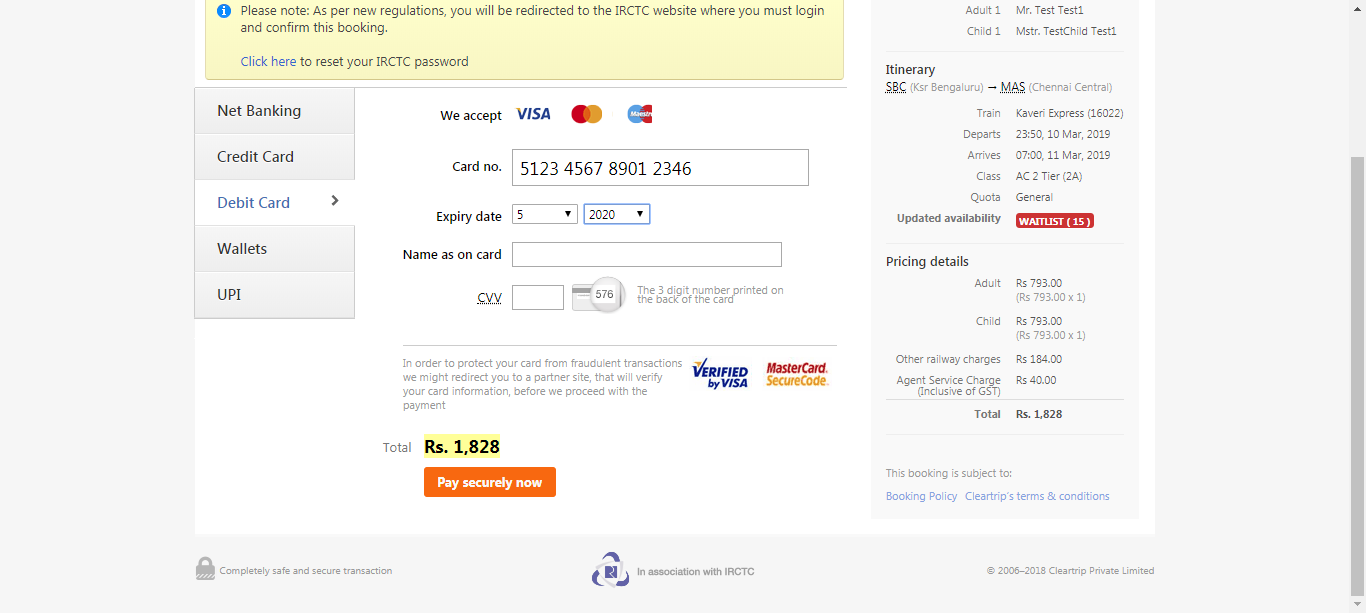 Please note: As per new regulations, you will be redirected to the IRCTC website where you must login
and confirm this booking.
Click here to reset your IRCTC password
Net Banking
Credit Card
Debit Card
Wallets
UPI
We accept VISA Maestro
Card no. 5123 4567 8901 2346
Expiry date 5 2020
Name as on card
CVV 576 The 3 digit number printed on
the back of the card
In order to protect your card from fraudulent transactions
we might redirect you to a partner site, that will verify
your card information, before we proceed with the
payment
VERIFIED
by VISA
MasterCard.
SecureCode.
Total Rs. 1,828
Pay securely now
Adult 1 Mr. Test Test1
Child 1 Mstr. TestChild Test1
Itinerary
SBC (Ksr Bengaluru) → MAS (Chennai Central)
Train Kaveri Express (16022)
Departs 23:50, 10 Mar, 2019
Arrives 07:00, 11 Mar, 2019
Class AC 2 Tier (2A)
Quota General
Updated availability WAITLIST ( 15 )
Pricing details
Adult Rs 793.00
(Rs 793.00 x 1)
Child Rs 793.00
(Rs 793.00 x 1)
Other railway charges Rs 184.00
Agent Service Charge Rs 40.00
(Inclusive of GST)
Total Rs. 1,828
This booking is subject to:
Booking Policy Cleartrip's terms & conditions
Completely safe and secure transaction
In association with IRCTC
© 2006–2018 Cleartrip Private Limited